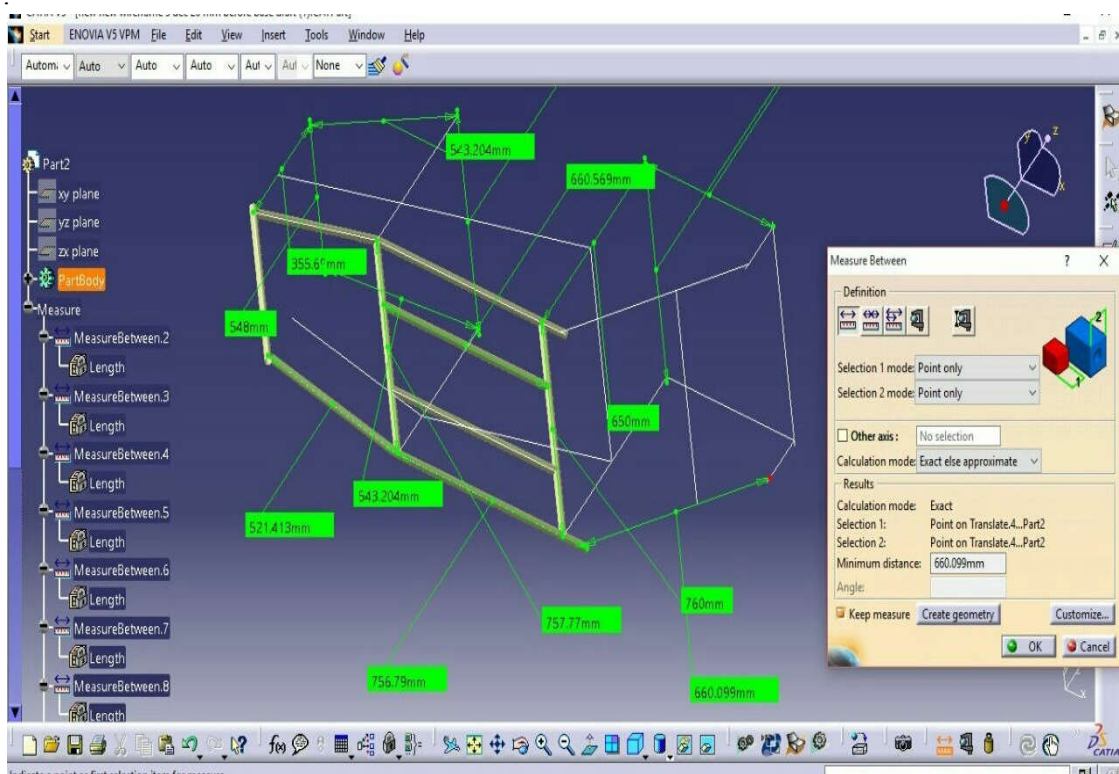 Start ENOVIA V5 VPM File Edit View Insert Tools Window Help
Auto Auto Auto None
Part2
xy plane
yz plane
zx plane
PartBody
Measure
MeasureBetween.2
Length
MeasureBetween.3
Length
MeasureBetween.4
Length
MeasureBetween.5
Length
MeasureBetween.6
Length
MeasureBetween.7
Length
MeasureBetween.8
Length
543.204mm
660.569mm
548mm
650mm
543.204mm
521.413mm
760mm
757.77mm
756.79mm
660.099mm
y z
x
Measure Between ? X
Definition
Selection 1 mode: Point only
Selection 2 mode: Point only
Other axis : No selection
Calculation mode: Exact else approximate
Results
Calculation mode: Exact
Selection 1: Point on Translate.4...Part2
Selection 2: Point on Translate.4...Part2
Minimum distance: 660.099mm
Angle:
Keep measure Create geometry Customize...
OK Cancel
f(x)
CATIA